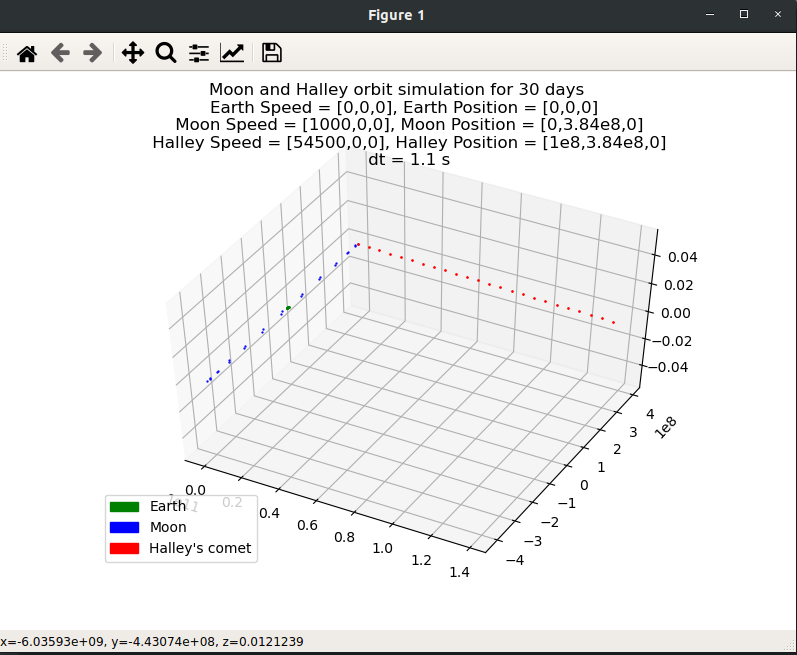 Figure 1
Moon and Halley orbit simulation for 30 days
Earth Speed = [0,0,0], Earth Position = [0,0,0]
Moon Speed = [1000,0,0], Moon Position = [0,3.84e8,0]
Halley Speed = [54500,0,0], Halley Position = [1e8,3.84e8,0]
dt = 1.1 s
0.04
0.02
0.00
−0.02
−0.04
4
3
2
1
0
−1
−2
−3
−4
1e8
0.0
0.2
0.4
0.6
0.8
1.0
1.2
1.4
1e11
Earth
Moon
Halley's comet
x=-6.03593e+09, y=-4.43074e+08, z=0.0121239